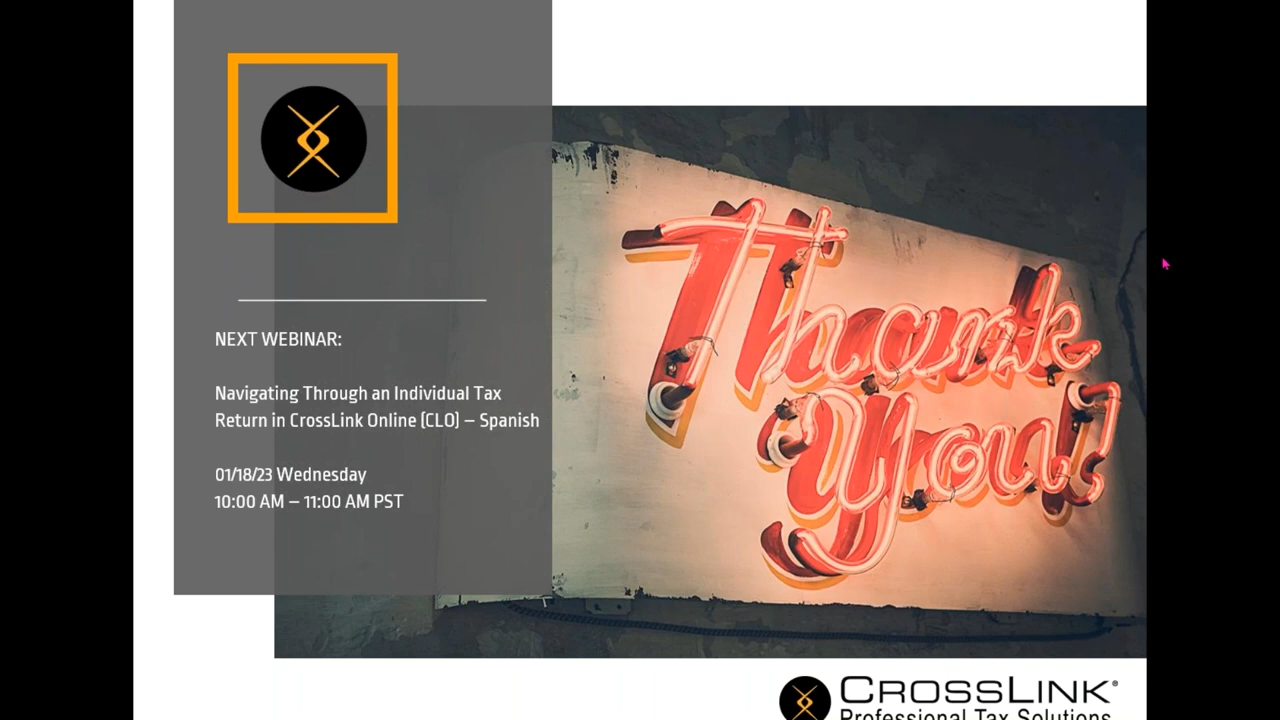 NEXT WEBINAR:
Navigating Through an Individual Tax
Return in CrossLink Online (CLO) – Spanish
01/18/23 Wednesday
10:00 AM – 11:00 AM PST
Thank
You!
CROSSLINK®
Professional Tax Solutions